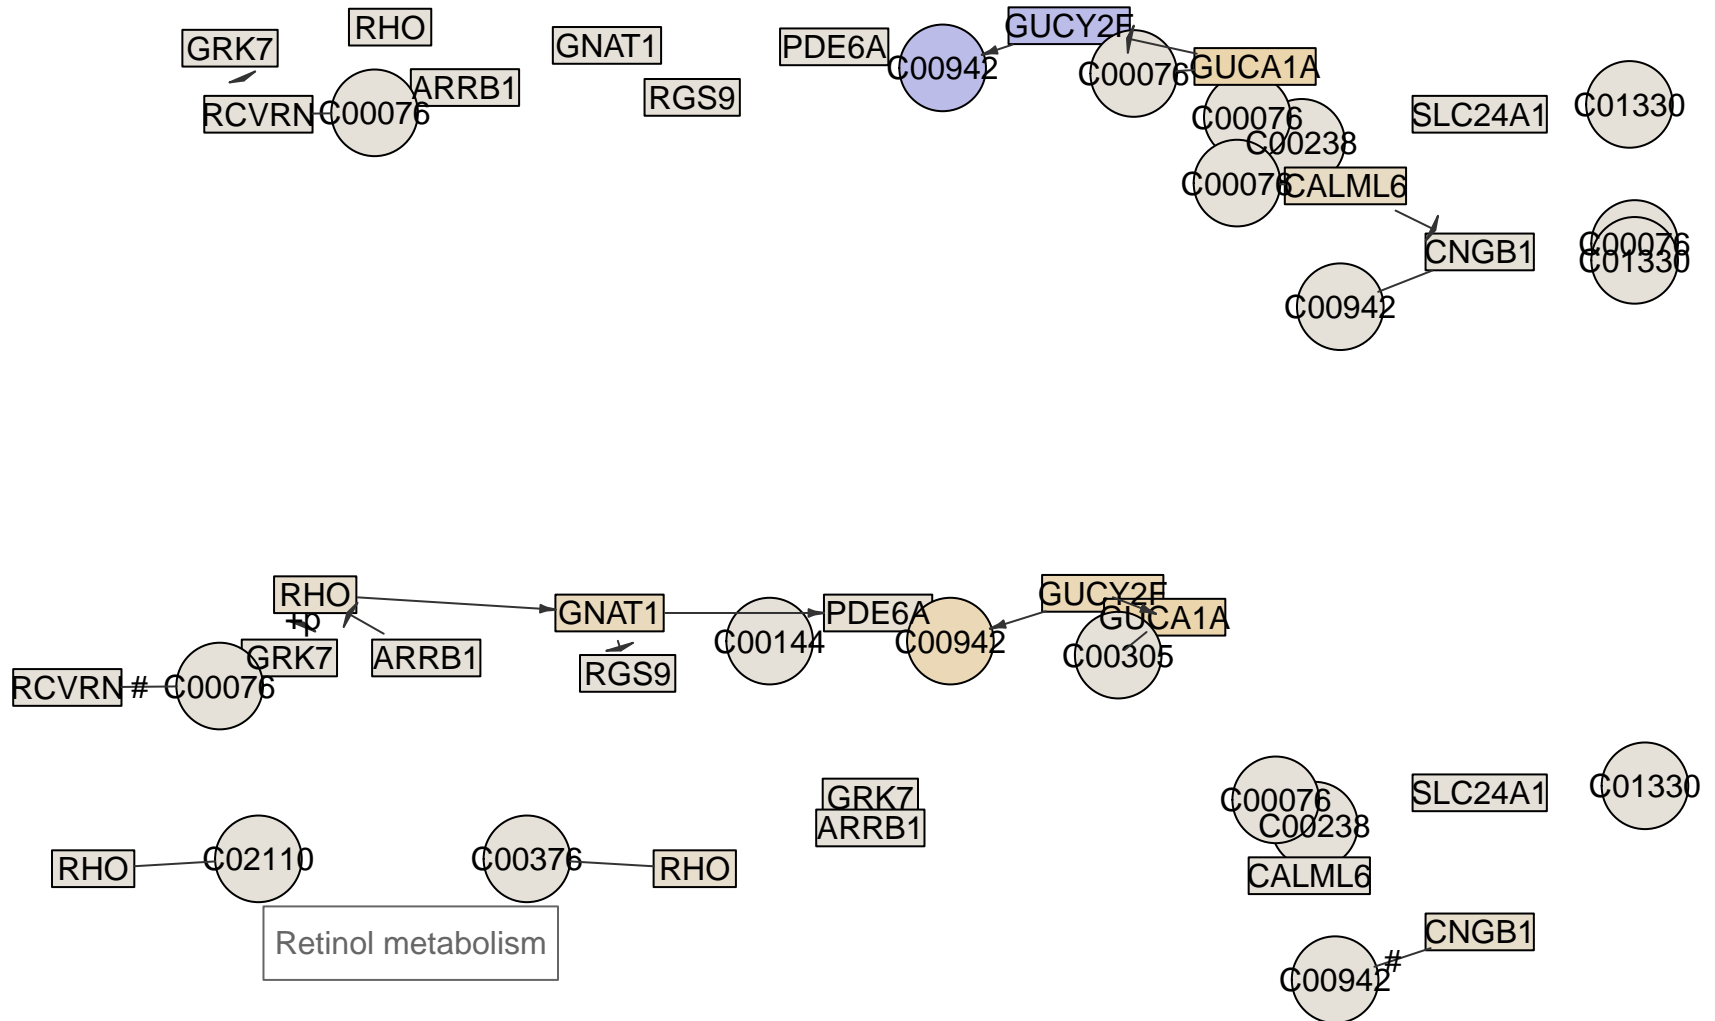 RHO
GUCY2F
GRK7
GNAT1
PDE6A
C00942
C00076
GUCA1A
ARRB1
RGS9
RCVRN
C00076
SLC24A1
C01330
C00076
C00238
C00076
CALML6
CNGB1
C00076
C01330
C00942
RHO
GUCY2F
+p
GNAT1
PDE6A
GUCA1A
GRK7
ARRB1
C00144
C00942
C00305
RGS9
RCVRN
#
C00076
GRK7
ARRB1
C00076
C00238
SLC24A1
C01330
RHO
C02110
C00376
RHO
CALML6
Retinol metabolism
CNGB1
#
C00942